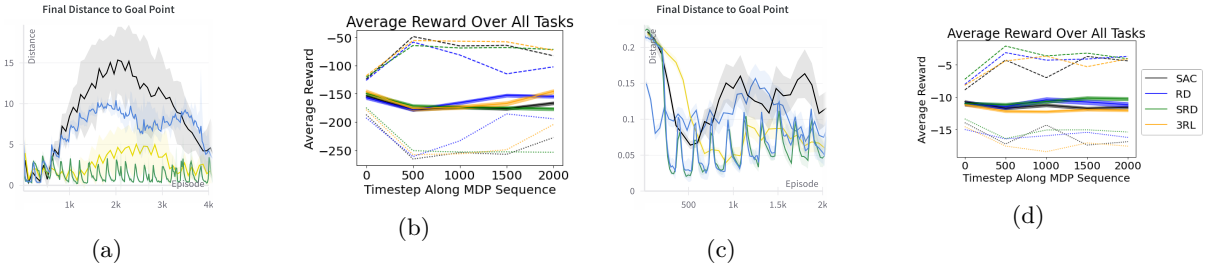 Final Distance to Goal Point
Distance
15
10
5
0
1k
2k
3k
4k
Episode
(a)
Average Reward Over All Tasks
Average Reward
−50
−100
−150
−200
−250
0
500
1000
1500
2000
Timestep Along MDP Sequence
(b)
Final Distance to Goal Point
Distance
0.2
0.15
0.1
0.05
0
500
1k
1.5k
2k
Episode
(c)
Average Reward Over All Tasks
Average Reward
−5
−10
−15
0
500
1000
1500
2000
Timestep Along MDP Sequence
SAC
RD
SRD
3RL
(d)